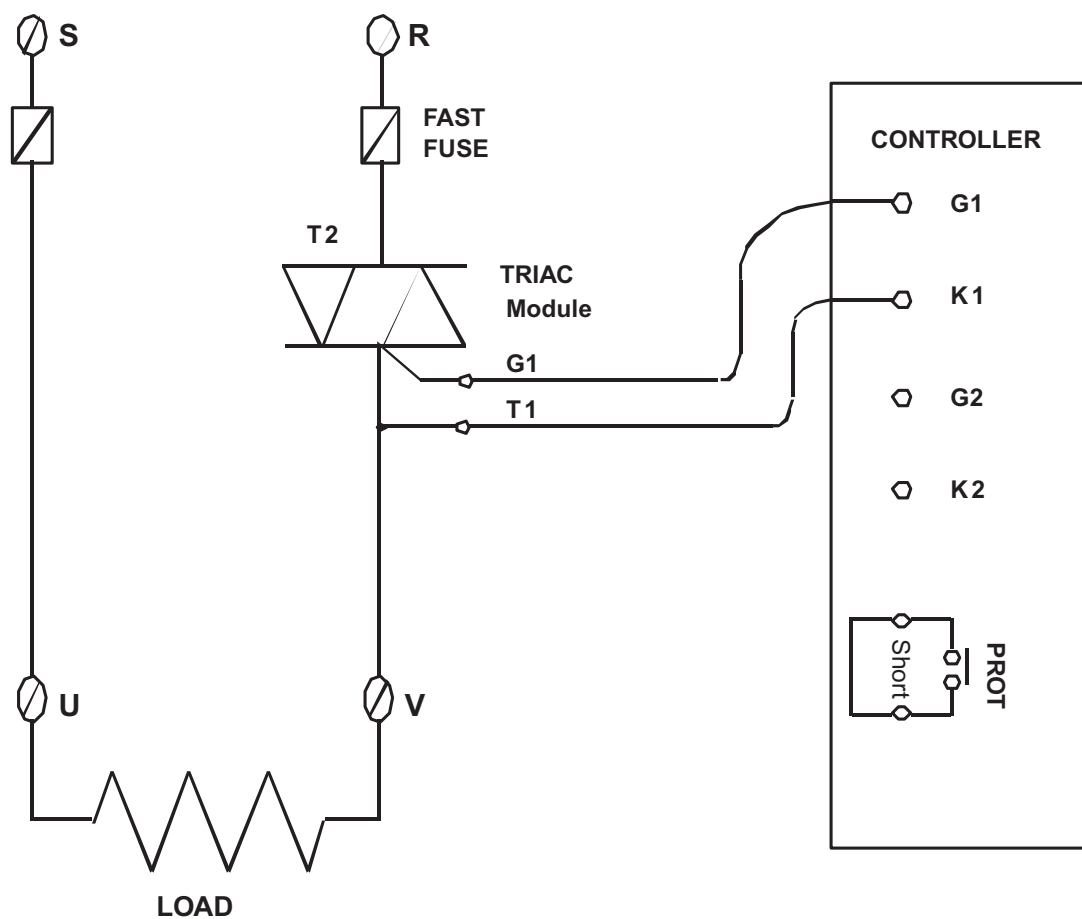 S
R
FAST
FUSE
CONTROLLER
T2
G1
TRIAC
Module
K1
G1
T1
G2
K2
Short
PROT
U
V
LOAD